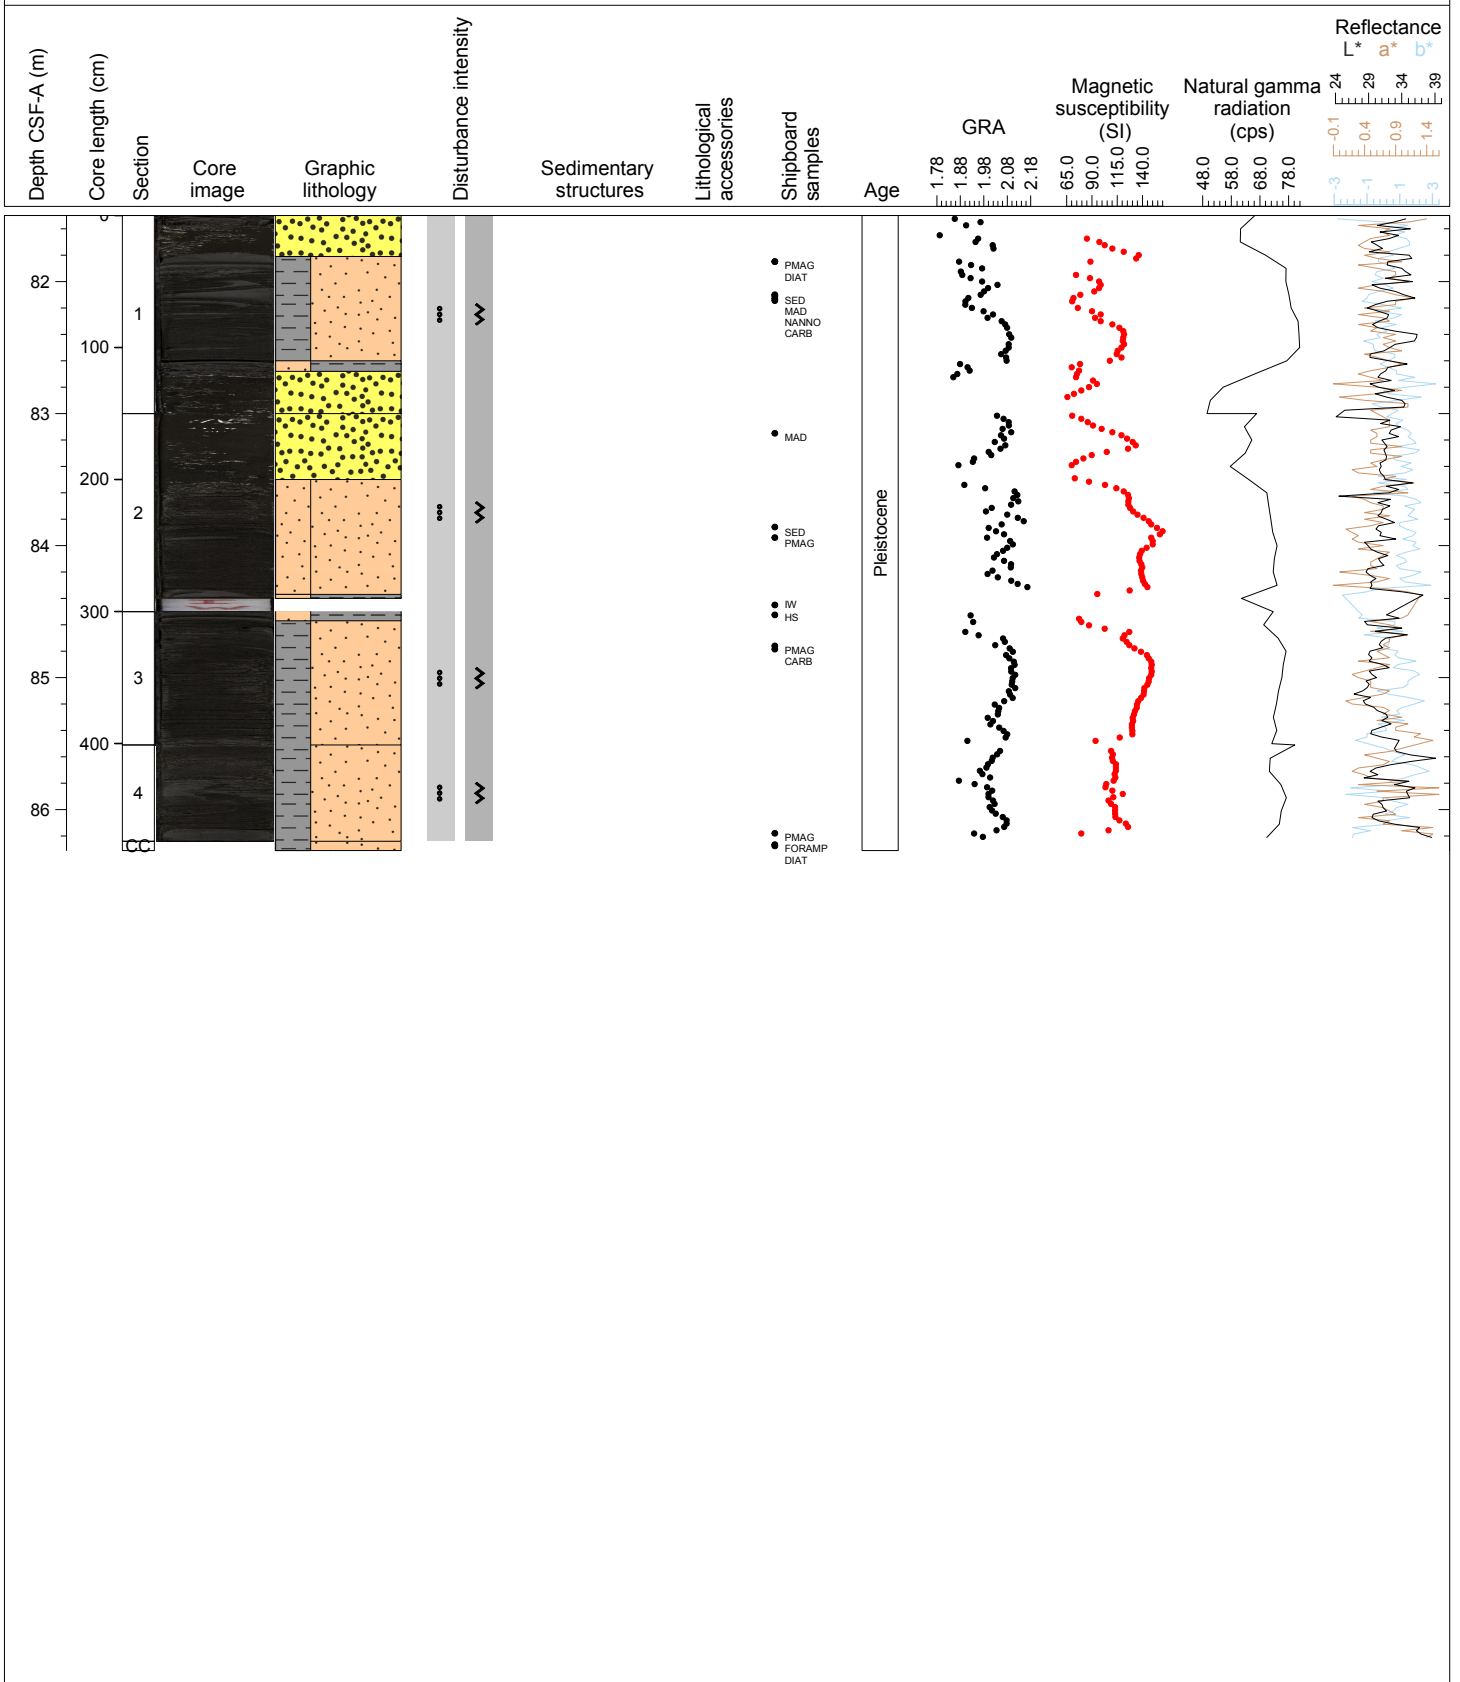 Depth CSF-A (m)
Core length (cm)
Section
Core
image
Graphic
lithology
Disturbance intensity
Sedimentary
structures
Lithological
accessories
Shipboard
samples
Age
GRA
1.78
1.88
1.98
2.08
2.18
Magnetic
susceptibility
(SI)
65.0
90.0
115.0
140.0
Natural gamma
radiation
(cps)
48.0
58.0
68.0
78.0
Reflectance
L* a* b*
24
29
34
39
-0.1
0.4
0.9
1.4
-3
-1
1
3
0
PMAG
DIAT
82
SED
MAD
1
NANNO
CARB
100
83
MAD
200
2
SED
84
PMAG
Pleistocene
IW
300
HS
PMAG
CARB
85
3
400
4
86
PMAG
CC
FORAMP
DIAT